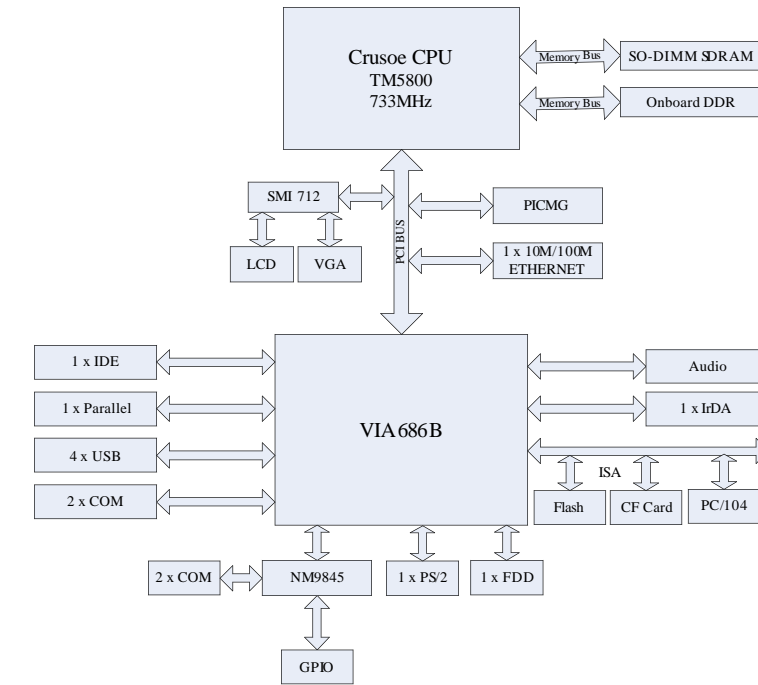 Crusoe CPU
TM5800
733MHz
Memory Bus
SO-DIMM SDRAM
Memory Bus
Onboard DDR
SMI 712
LCD
VGA
PCI BUS
PICMG
1 x 10M/100M
ETHERNET
1 x IDE
1 x Parallel
4 x USB
2 x COM
VIA 686B
Audio
1 x IrDA
ISA
Flash
CF Card
PC/104
2 x COM
NM9845
1 x PS/2
1 x FDD
GPIO